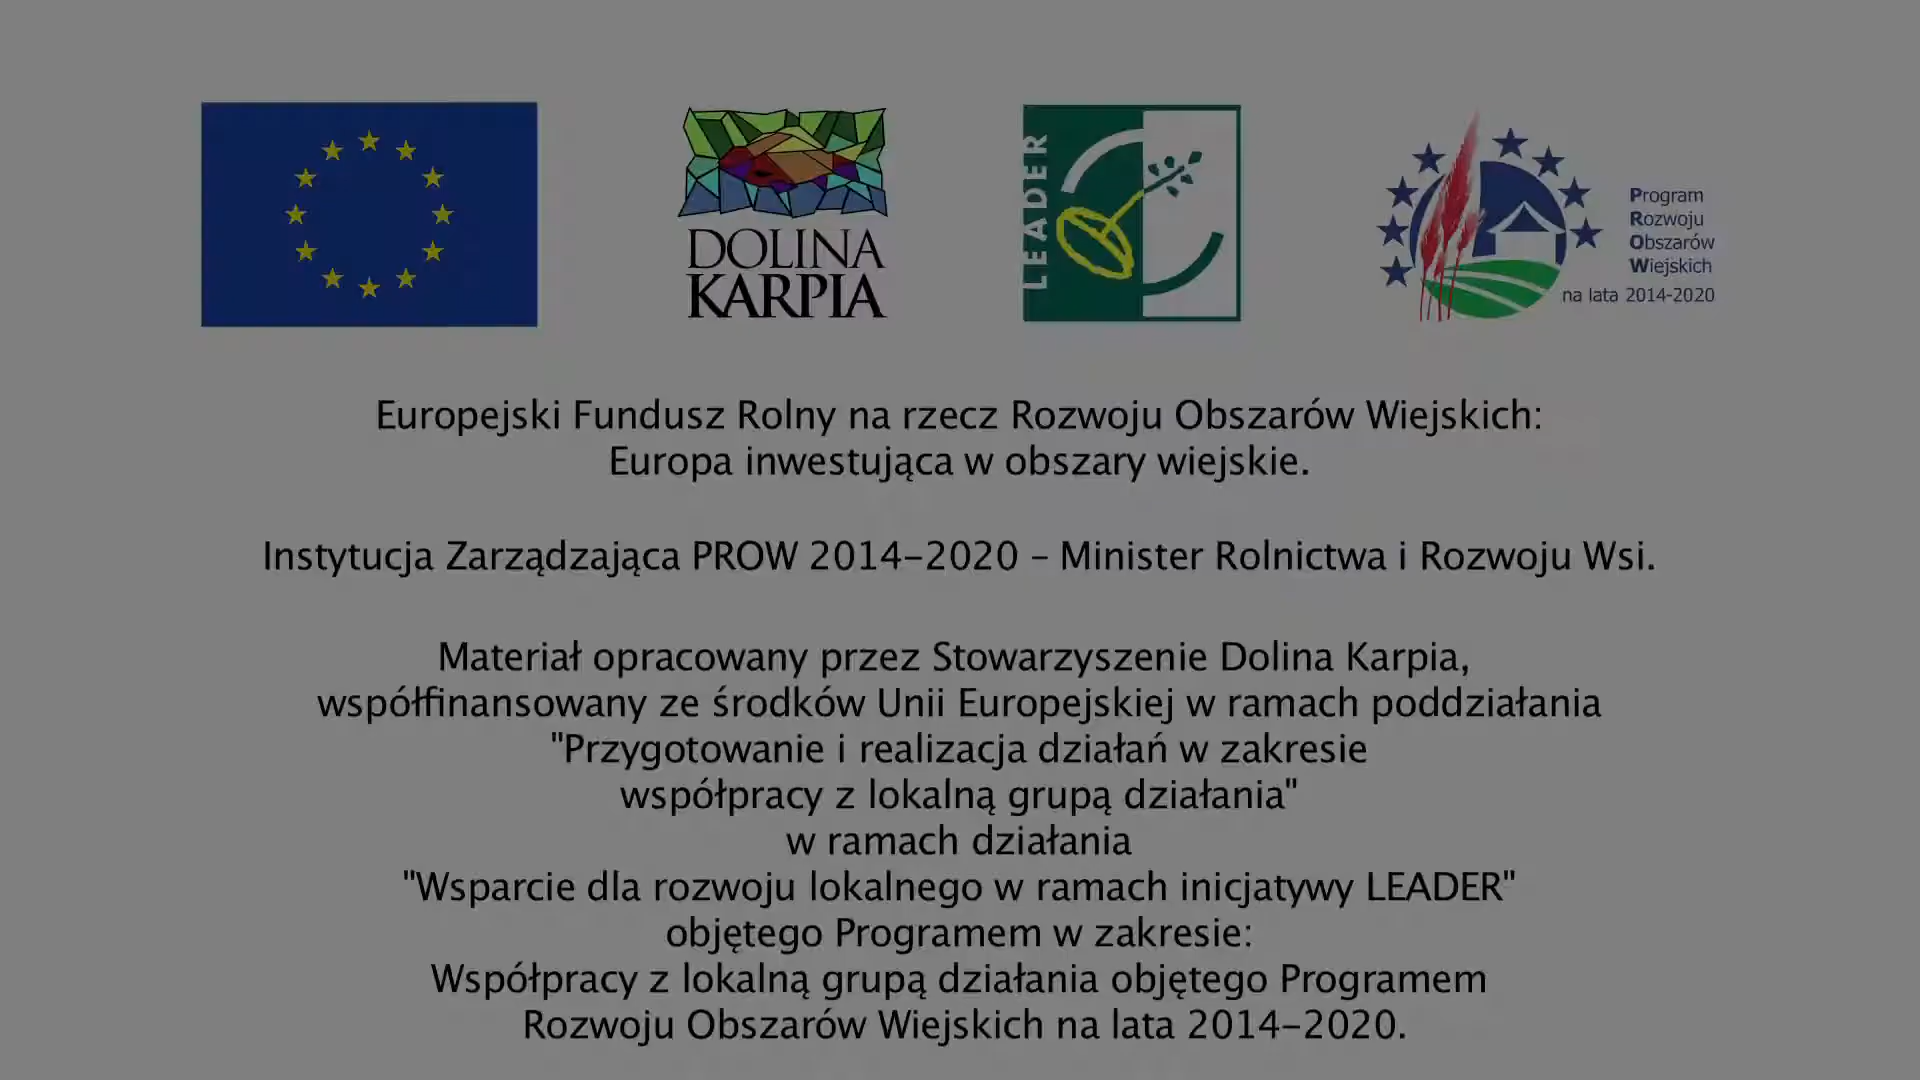 DOLINA
KARPIA
LEADER
Program
Rozwoju
Obszarów
Wiejskich
na lata 2014-2020
Europejski Fundusz Rolny na rzecz Rozwoju Obszarów Wiejskich:
Europa inwestująca w obszary wiejskie.
Instytucja Zarządzająca PROW 2014-2020 – Minister Rolnictwa i Rozwoju Wsi.
Materiał opracowany przez Stowarzyszenie Dolina Karpia,
współfinansowany ze środków Unii Europejskiej w ramach poddziałania
"Przygotowanie i realizacja działań w zakresie
współpracy z lokalną grupą działania"
w ramach działania
"Wsparcie dla rozwoju lokalnego w ramach inicjatywy LEADER"
objętego Programem w zakresie:
Współpracy z lokalną grupą działania objętego Programem
Rozwoju Obszarów Wiejskich na lata 2014-2020.